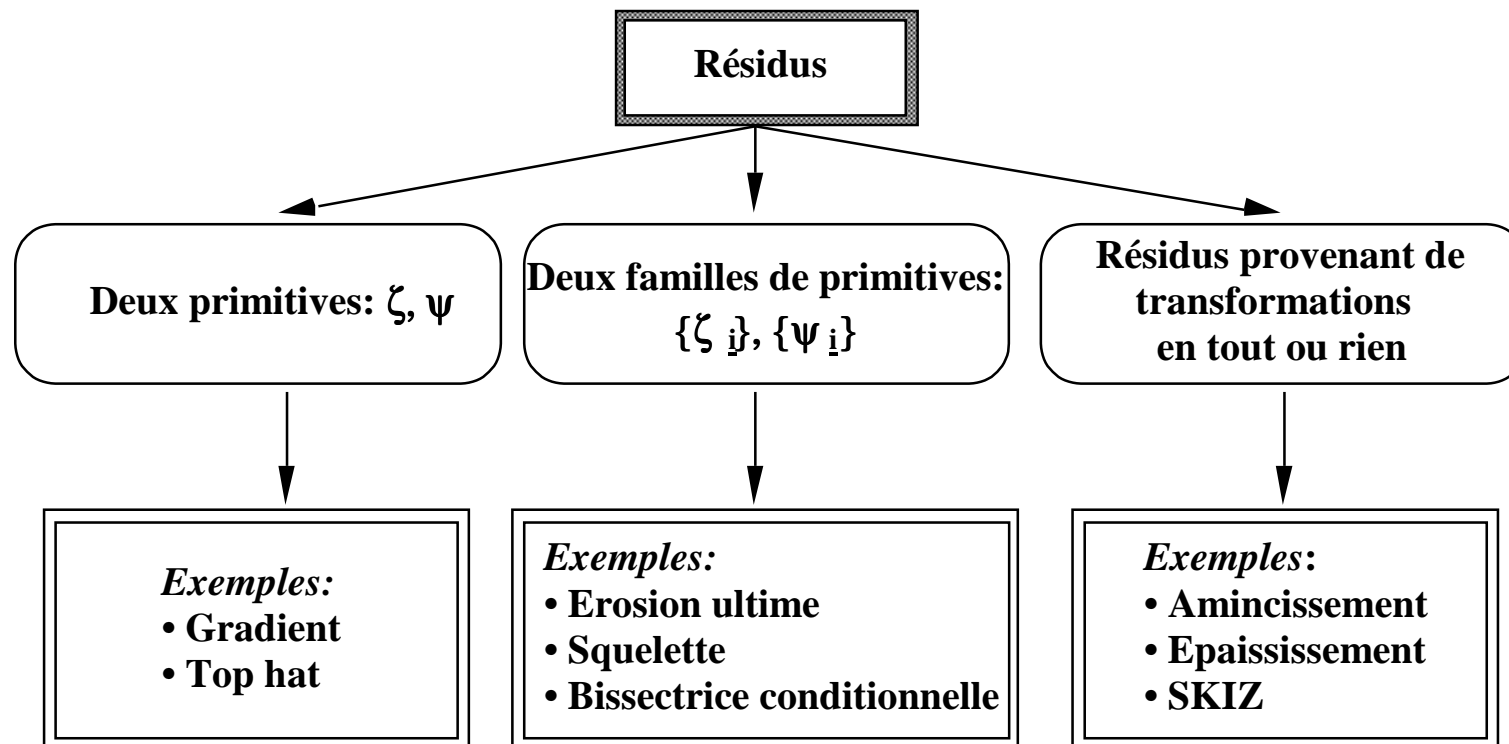 Résidus
Deux primitives: ζ, ψ
Deux familles de primitives:
{ζ i}, {ψ i}
Résidus provenant de
transformations
en tout ou rien
Exemples:
• Gradient
• Top hat
Exemples:
• Erosion ultime
• Squelette
• Bissectrice conditionnelle
Exemples:
• Amincissement
• Epaississement
• SKIZ